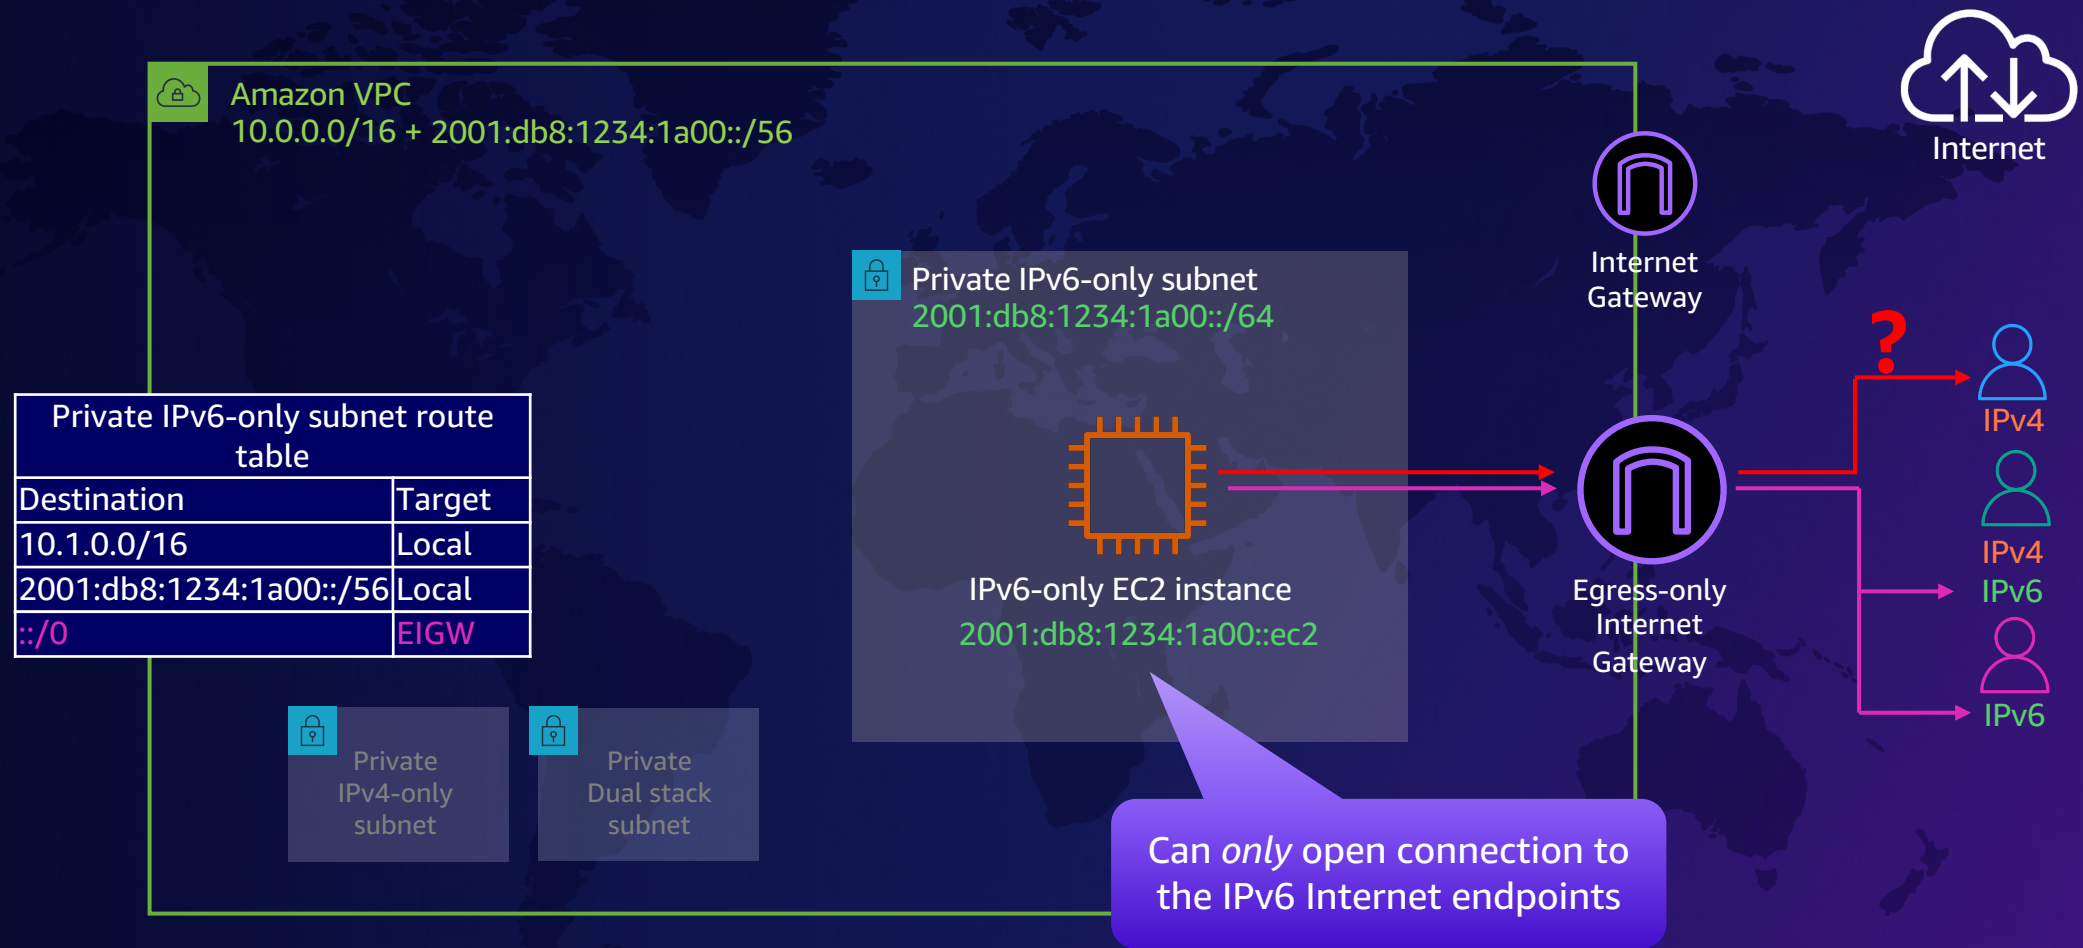 Amazon VPC
10.0.0.0/16 + 2001:db8:1234:1a00::/56
Internet
Internet
Gateway
Private IPv6-only subnet
2001:db8:1234:1a00::/64
?
IPv4
Private IPv6-only subnet route
table
Destination Target
10.1.0.0/16 Local
2001:db8:1234:1a00::/56 Local
::/0 EIGW
IPv6-only EC2 instance
2001:db8:1234:1a00::ec2
Egress-only
Internet
Gateway
IPv4
IPv6
IPv6
Private
IPv4-only
subnet
Private
Dual stack
subnet
Can only open connection to
the IPv6 Internet endpoints